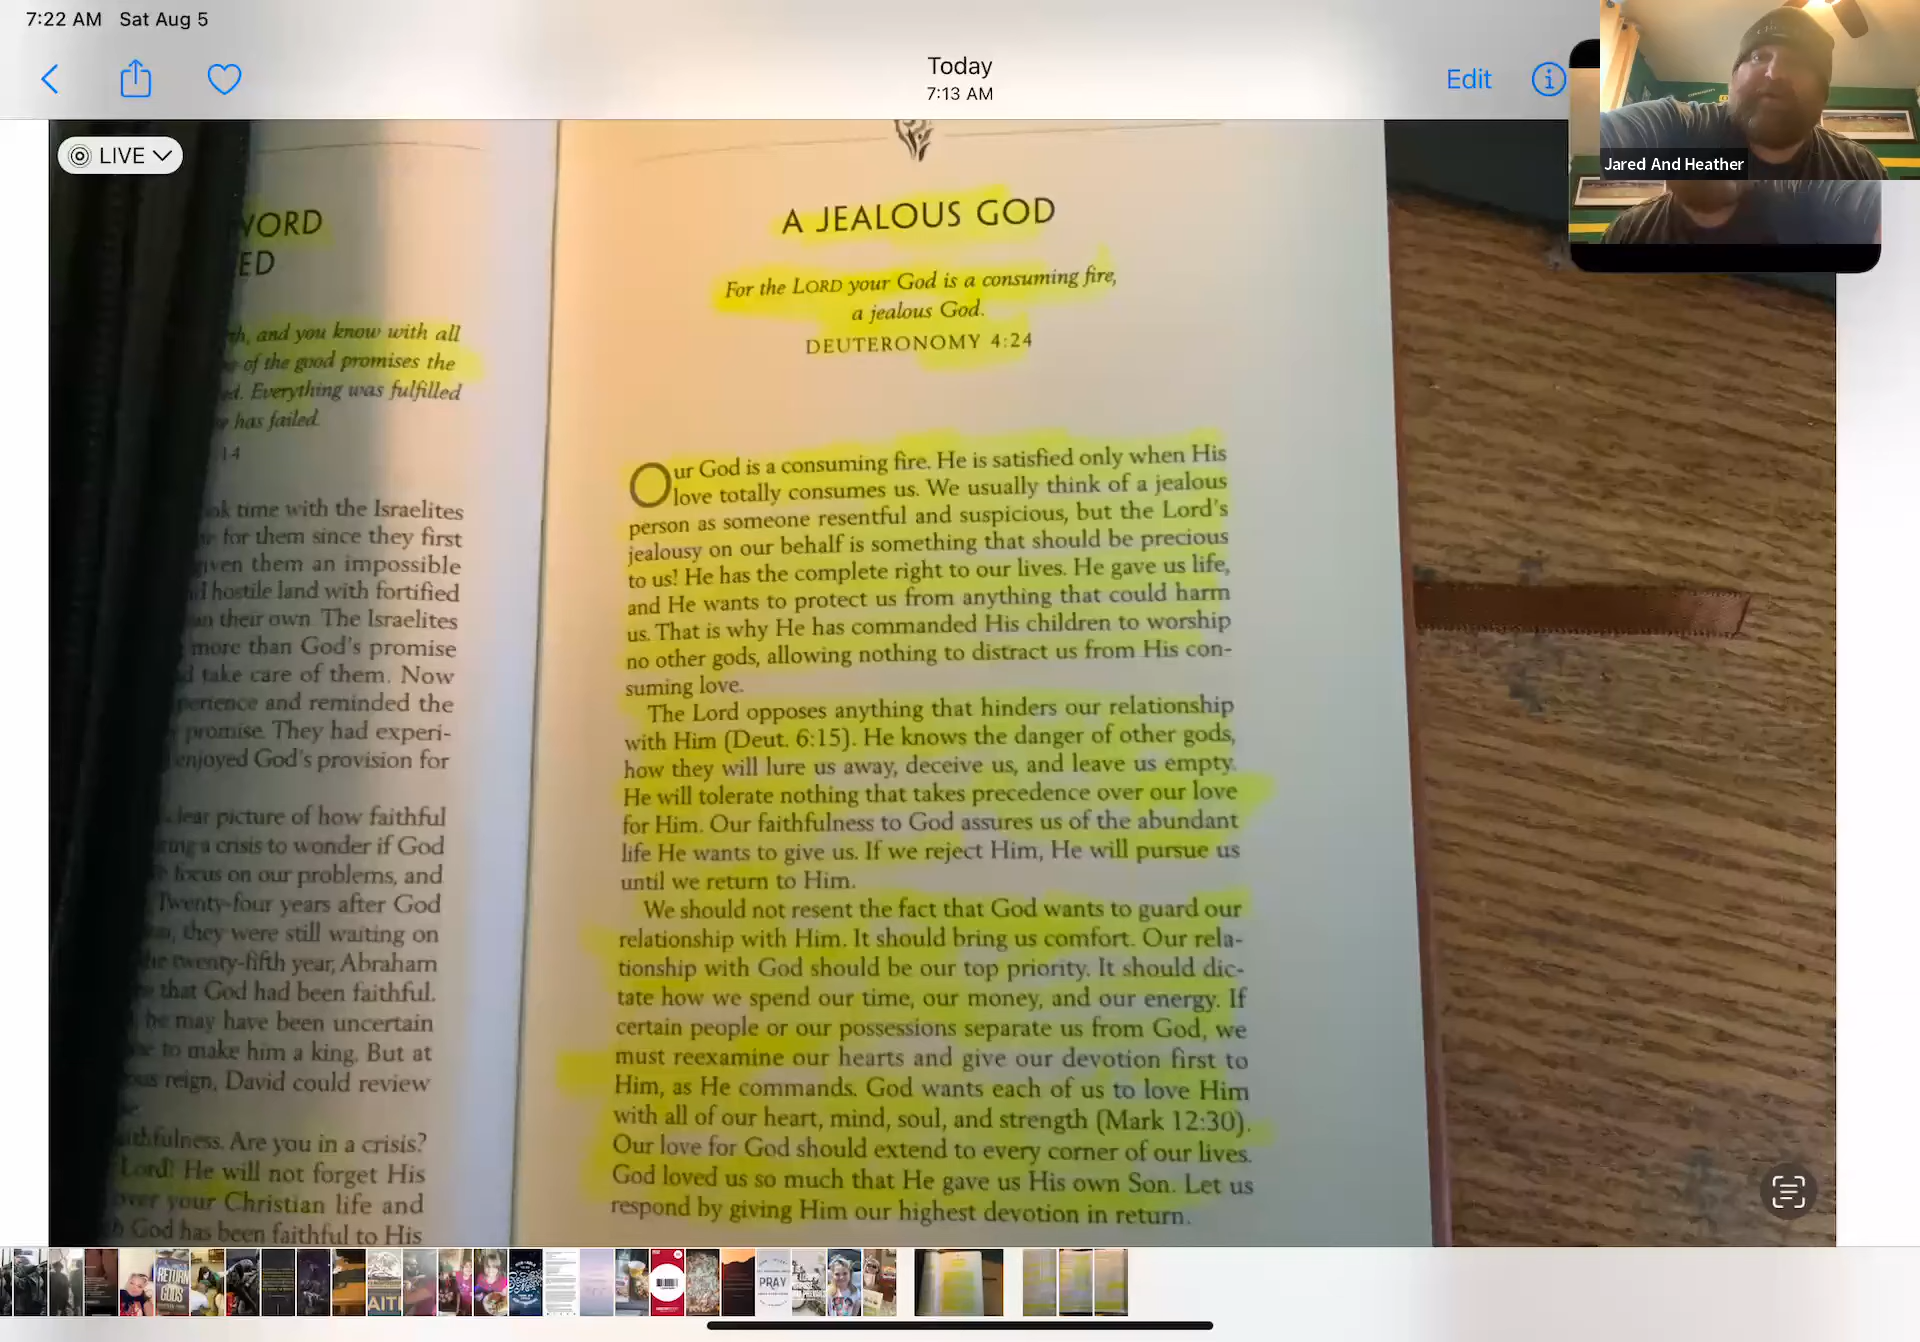 7:22 AM Sat Aug 5
Today
7:13 AM
Edit
Jared And Heather
LIVE
WORD
ED
and you know with all
of the good promises the
Everything was fulfilled
has failed.
14
time with the Israelites
for them since they first
given them an impossible
hostile land with fortified
their own. The Israelites
more than God's promise
take care of them. Now
perience and reminded the
promise. They had experi-
enjoyed God's provision for
clear picture of how faithful
a crisis to wonder if God
focus on our problems, and
Twenty-four years after God
they were still waiting on
the twenty-fifth year, Abraham
that God had been faithful.
he may have been uncertain
to make him a king. But at
reign, David could review
faithfulness. Are you in a crisis?
Lord! He will not forget His
over your Christian life and
God has been faithful to His
A JEALOUS GOD
For the LORD your God is a consuming fire,
a jealous God.
DEUTERONOMY 4:24
Our God is a consuming fire. He is satisfied only when His
love totally consumes us. We usually think of a jealous
person as someone resentful and suspicious, but the Lord's
jealousy on our behalf is something that should be precious
to us! He has the complete right to our lives. He gave us life,
and He wants to protect us from anything that could harm
us. That is why He has commanded His children to worship
no other gods, allowing nothing to distract us from His con-
suming love.
The Lord opposes anything that hinders our relationship
with Him (Deut. 6:15). He knows the danger of other gods,
how they will lure us away, deceive us, and leave us empty.
He will tolerate nothing that takes precedence over our love
for Him. Our faithfulness to God assures us of the abundant
life He wants to give us. If we reject Him, He will pursue us
until we return to Him.
We should not resent the fact that God wants to guard our
relationship with Him. It should bring us comfort. Our rela-
tionship with God should be our top priority. It should dic-
tate how we spend our time, our money, and our energy. If
certain people or our possessions separate us from God, we
must reexamine our hearts and give our devotion first to
Him, as He commands. God wants each of us to love Him
with all of our heart, mind, soul, and strength (Mark 12:30).
Our love for God should extend to every corner of our lives.
God loved us so much that He gave us His own Son. Let us
respond by giving Him our highest devotion in return.
RETURN
GODS
PRAY